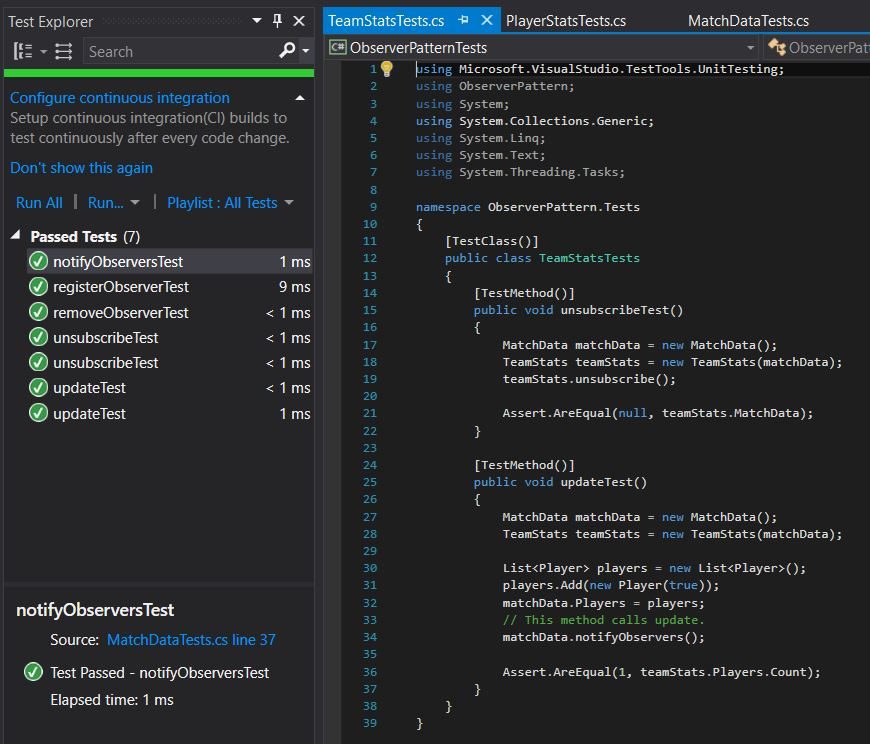 Test Explorer
Search
Configure continuous integration
Setup continuous integration(CI) builds to
test continuously after every code change.
Don't show this again
Run All | Run... | Playlist : All Tests
Passed Tests (7)
notifyObserversTest 1 ms
registerObserverTest 9 ms
removeObserverTest < 1 ms
unsubscribeTest < 1 ms
unsubscribeTest < 1 ms
updateTest < 1 ms
updateTest 1 ms
notifyObserversTest
Source: MatchDataTests.cs line 37
Test Passed - notifyObserversTest
Elapsed time: 1 ms
TeamStatsTests.cs PlayerStatsTests.cs MatchDataTests.cs
C# ObserverPatternTests ObserverPatt
1 using Microsoft.VisualStudio.TestTools.UnitTesting;
2 using ObserverPattern;
3 using System;
4 using System.Collections.Generic;
5 using System.Linq;
6 using System.Text;
7 using System.Threading.Tasks;
8
9 namespace ObserverPattern.Tests
10 {
11 [TestClass()]
12 public class TeamStatsTests
13 {
14 [TestMethod()]
15 public void unsubscribeTest()
16 {
17 MatchData matchData = new MatchData();
18 TeamStats teamStats = new TeamStats(matchData);
19 teamStats.unsubscribe();
20
21 Assert.AreEqual(null, teamStats.MatchData);
22 }
23
24 [TestMethod()]
25 public void updateTest()
26 {
27 MatchData matchData = new MatchData();
28 TeamStats teamStats = new TeamStats(matchData);
29
30 List<Player> players = new List<Player>();
31 players.Add(new Player(true));
32 matchData.Players = players;
33 // This method calls update.
34 matchData.notifyObservers();
35
36 Assert.AreEqual(1, teamStats.Players.Count);
37 }
38 }
39 }